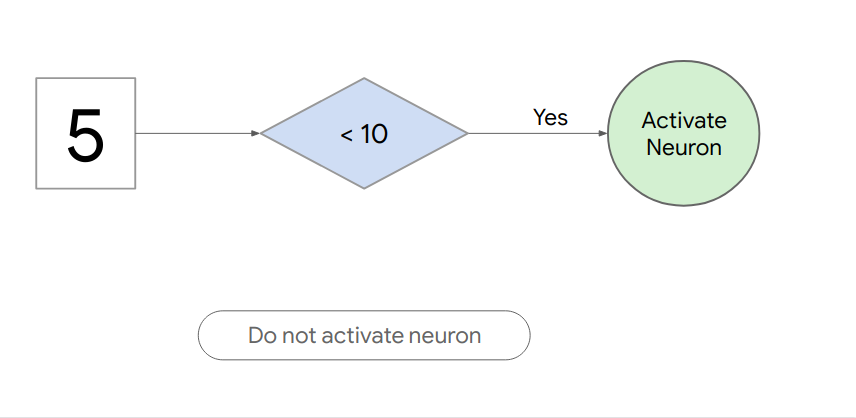 5
< 10
Yes
Activate
Neuron
Do not activate neuron